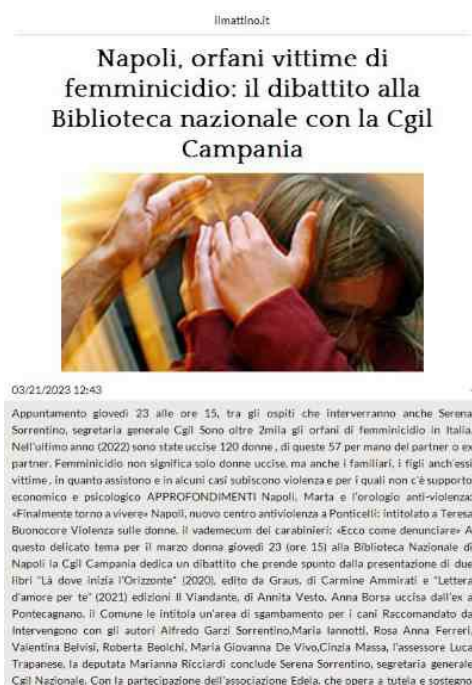 ilmattino.it
Napoli, orfani vittime di
femminicidio: il dibattito alla
Biblioteca nazionale con la Cgil
Campania
03/21/2023 12:43
Appuntamento giovedì 23 alle ore 15, tra gli ospiti che interverranno anche Serena
Sorrentino, segretaria generale Cgil Sono oltre 2mila gli orfani di femminicidio in Italia.
Nell'ultimo anno (2022) sono state uccise 120 donne , di queste 57 per mano del partner o ex
partner. Femminicidio non significa solo donne uccise, ma anche i familiari, i figli anch'essi
vittime , in quanto assistono e in alcuni casi subiscono violenza e per i quali non c'è supporto
economico e psicologico APPROFONDIMENTI Napoli, Marta e l'orologio anti-violenza:
«Finalmente torno a vivere» Napoli, nuovo centro antiviolenza a Ponticelli: intitolato a Teresa
Buonocore Violenza sulle donne, il vademecum dei carabinieri: «Ecco come denunciare» A
questo delicato tema per il marzo donna giovedì 23 (ore 15) alla Biblioteca Nazionale di
Napoli la Cgil Campania dedica un dibattito che prende spunto dalla presentazione di due
libri "Là dove inizia l'Orizzonte" (2020), edito da Graus, di Carmine Ammirati e "Lettera
d'amore per te" (2021) edizioni Il Viandante, di Annita Vesto. Anna Borsa uccisa dall'ex a
Pontecagnano, il Comune le intitola un'area di sgambamento per i cani Raccomandato da
Intervengono con gli autori Alfredo Garzi Sorrentino,Maria Iannotti, Rosa Anna Ferreri,
Valentina Belvisi, Roberta Beolchi, Maria Giovanna De Vivo,Cinzia Massa, l'assessore Luca
Trapanese, la deputata Marianna Ricciardi conclude Serena Sorrentino, segretaria generale
Cgil Nazionale. Con la partecipazione dell'associazione Edela, che opera a tutela e sostegno